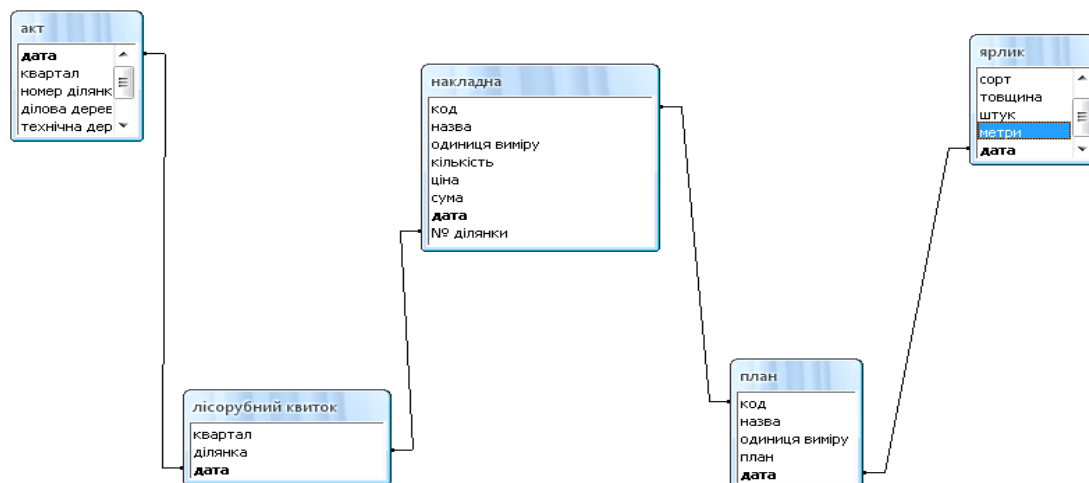 акт
дата
квартал
номер ділянк
ділова дерев
технічна дер
накладна
код
назва
одиниця виміру
кількість
ціна
сума
дата
№ ділянки
ярлик
сорт
товщина
штук
метри
дата
лісорубний квиток
квартал
ділянка
дата
план
код
назва
одиниця виміру
план
дата